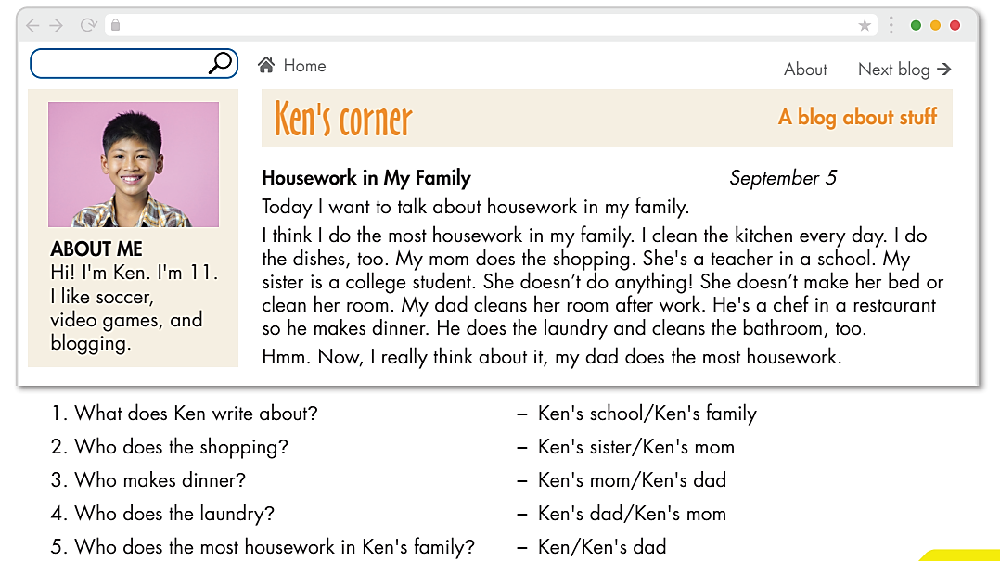 Home
About Next blog →
Ken's corner
A blog about stuff
ABOUT ME
Hi! I'm Ken. I'm 11.
I like soccer,
video games, and
blogging.
Housework in My Family September 5
Today I want to talk about housework in my family.
I think I do the most housework in my family. I clean the kitchen every day. I do
the dishes, too. My mom does the shopping. She's a teacher in a school. My
sister is a college student. She doesn't do anything! She doesn't make her bed or
clean her room. My dad cleans her room after work. He's a chef in a restaurant
so he makes dinner. He does the laundry and cleans the bathroom, too.
Hmm. Now, I really think about it, my dad does the most housework.
1. What does Ken write about? – Ken's school/Ken's family
2. Who does the shopping? – Ken's sister/Ken's mom
3. Who makes dinner? – Ken's mom/Ken's dad
4. Who does the laundry? – Ken's dad/Ken's mom
5. Who does the most housework in Ken's family? – Ken/Ken's dad